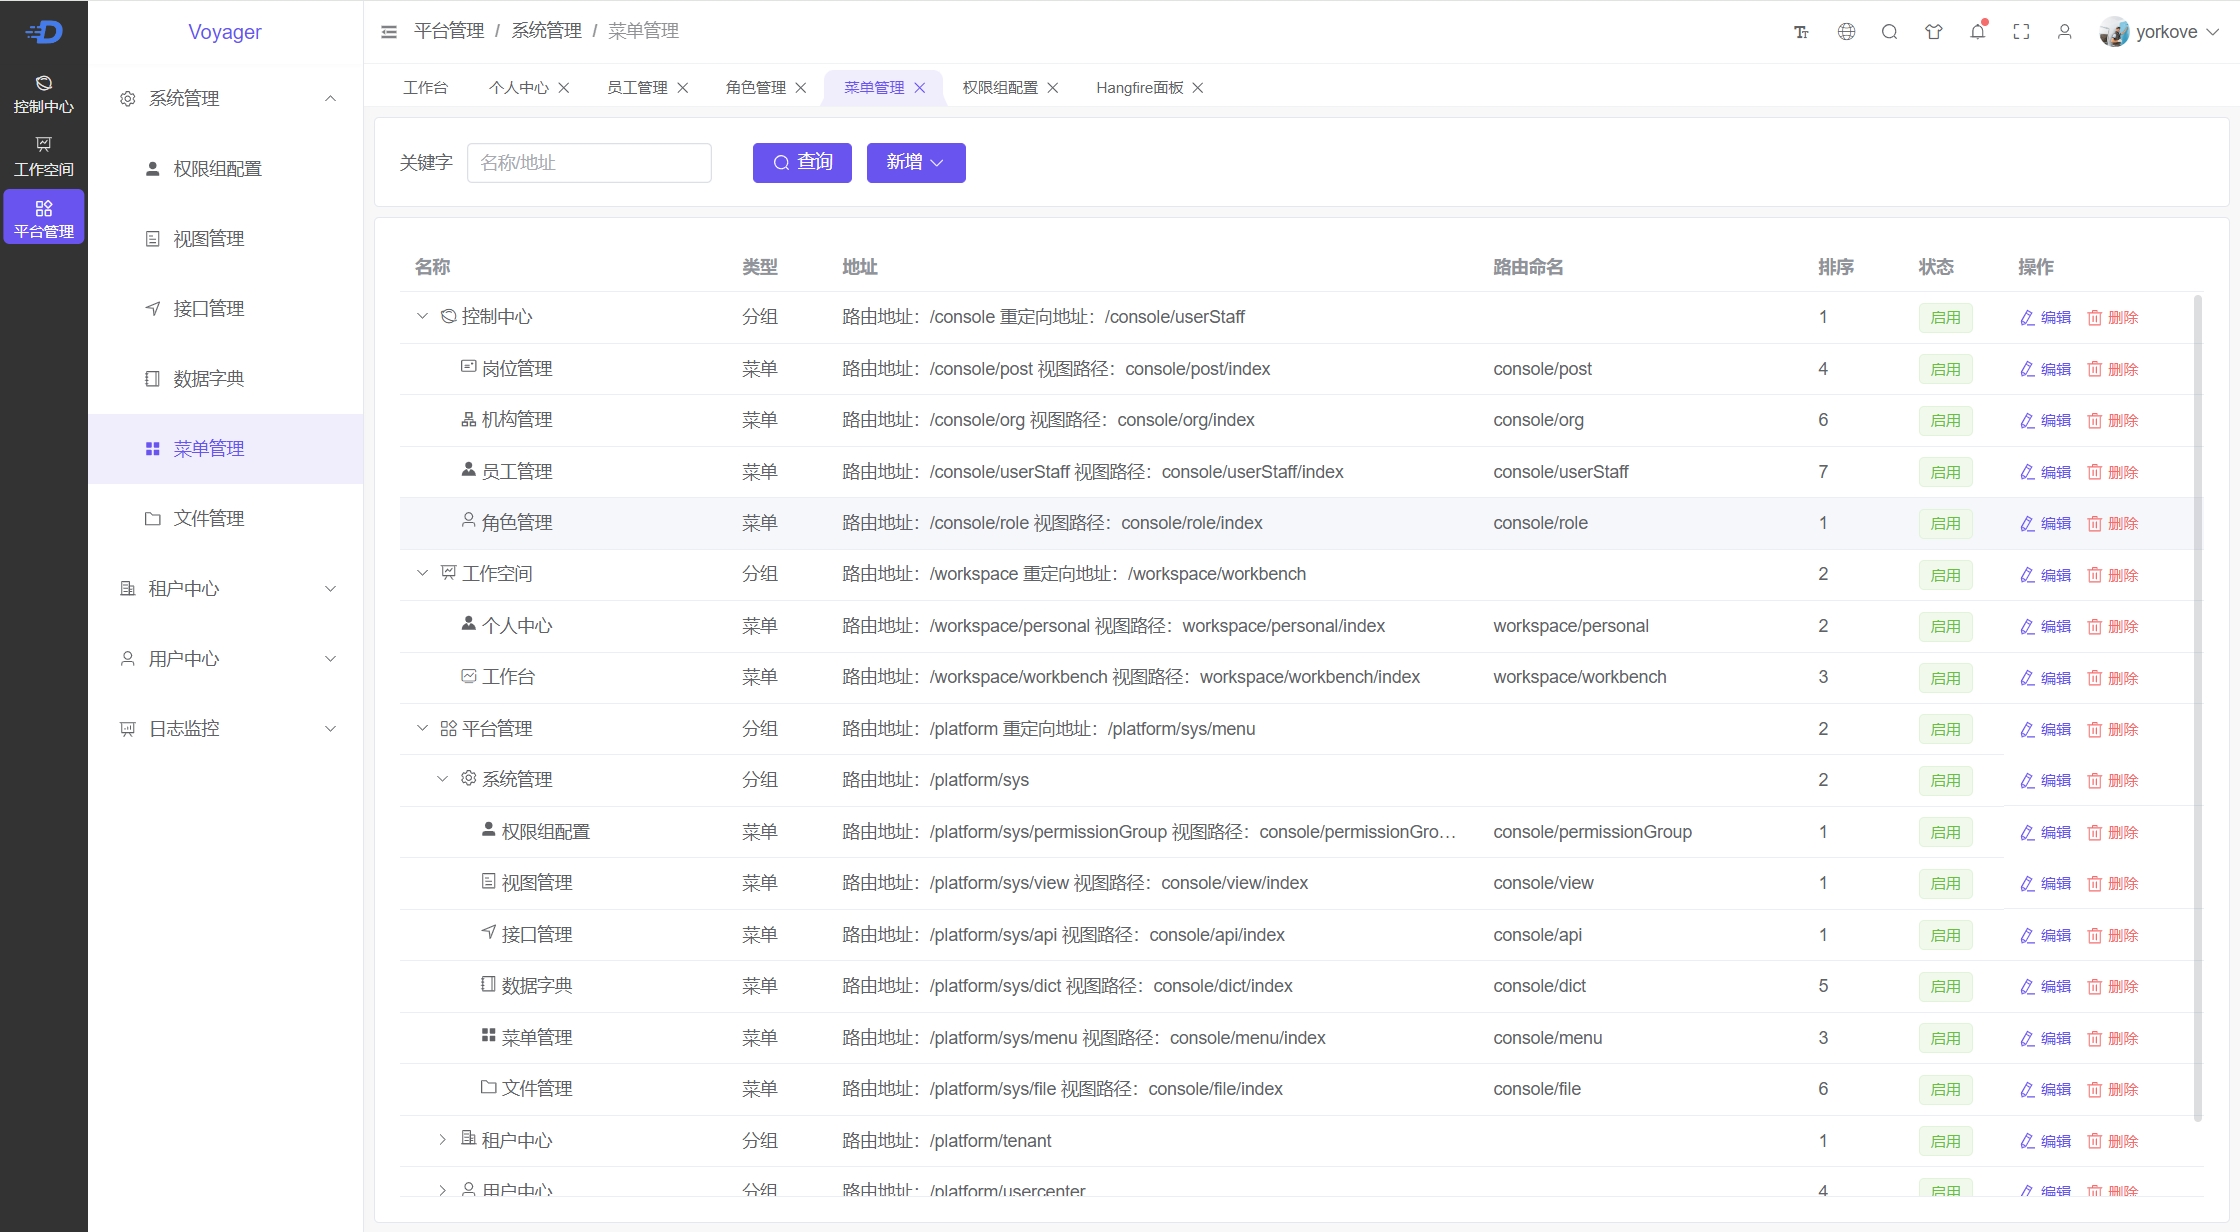 Voyager
平台管理 / 系统管理 / 菜单管理
yorkove
控制中心
工作空间
平台管理
系统管理
权限组配置
视图管理
接口管理
数据字典
菜单管理
文件管理
租户中心
用户中心
日志监控
工作台 个人中心 员工管理 角色管理 菜单管理 权限组配置 Hangfire面板
关键字 名称/地址 查询 新增
名称 类型 地址 路由命名 排序 状态 操作
控制中心 分组 路由地址：/console 重定向地址：/console/userStaff 1 启用 编辑 删除
岗位管理 菜单 路由地址：/console/post 视图路径：console/post/index console/post 4 启用 编辑 删除
机构管理 菜单 路由地址：/console/org 视图路径：console/org/index console/org 6 启用 编辑 删除
员工管理 菜单 路由地址：/console/userStaff 视图路径：console/userStaff/index console/userStaff 7 启用 编辑 删除
角色管理 菜单 路由地址：/console/role 视图路径：console/role/index console/role 1 启用 编辑 删除
工作空间 分组 路由地址：/workspace 重定向地址：/workspace/workbench 2 启用 编辑 删除
个人中心 菜单 路由地址：/workspace/personal 视图路径：workspace/personal/index workspace/personal 2 启用 编辑 删除
工作台 菜单 路由地址：/workspace/workbench 视图路径：workspace/workbench/index workspace/workbench 3 启用 编辑 删除
平台管理 分组 路由地址：/platform 重定向地址：/platform/sys/menu 2 启用 编辑 删除
系统管理 分组 路由地址：/platform/sys 2 启用 编辑 删除
权限组配置 菜单 路由地址：/platform/sys/permissionGroup 视图路径：console/permissionGro… console/permissionGroup 1 启用 编辑 删除
视图管理 菜单 路由地址：/platform/sys/view 视图路径：console/view/index console/view 1 启用 编辑 删除
接口管理 菜单 路由地址：/platform/sys/api 视图路径：console/api/index console/api 1 启用 编辑 删除
数据字典 菜单 路由地址：/platform/sys/dict 视图路径：console/dict/index console/dict 5 启用 编辑 删除
菜单管理 菜单 路由地址：/platform/sys/menu 视图路径：console/menu/index console/menu 3 启用 编辑 删除
文件管理 菜单 路由地址：/platform/sys/file 视图路径：console/file/index console/file 6 启用 编辑 删除
租户中心 分组 路由地址：/platform/tenant 1 启用 编辑 删除
用户中心 分组 路由地址：/platform/usercenter 4 启用 编辑 删除